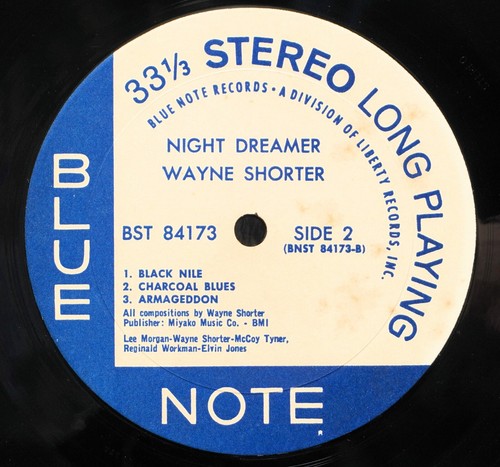 33⅓ STEREO LONG PLAYING
BLUE NOTE RECORDS • A DIVISION OF LIBERTY RECORDS, INC.
NIGHT DREAMER
WAYNE SHORTER
BST 84173
SIDE 2
(BNST 84173-B)
1. BLACK NILE
2. CHARCOAL BLUES
3. ARMAGEDDON
All compositions by Wayne Shorter
Publisher: Miyako Music Co. - BMI
Lee Morgan-Wayne Shorter-McCoy Tyner,
Reginald Workman-Elvin Jones
BLUE
NOTE